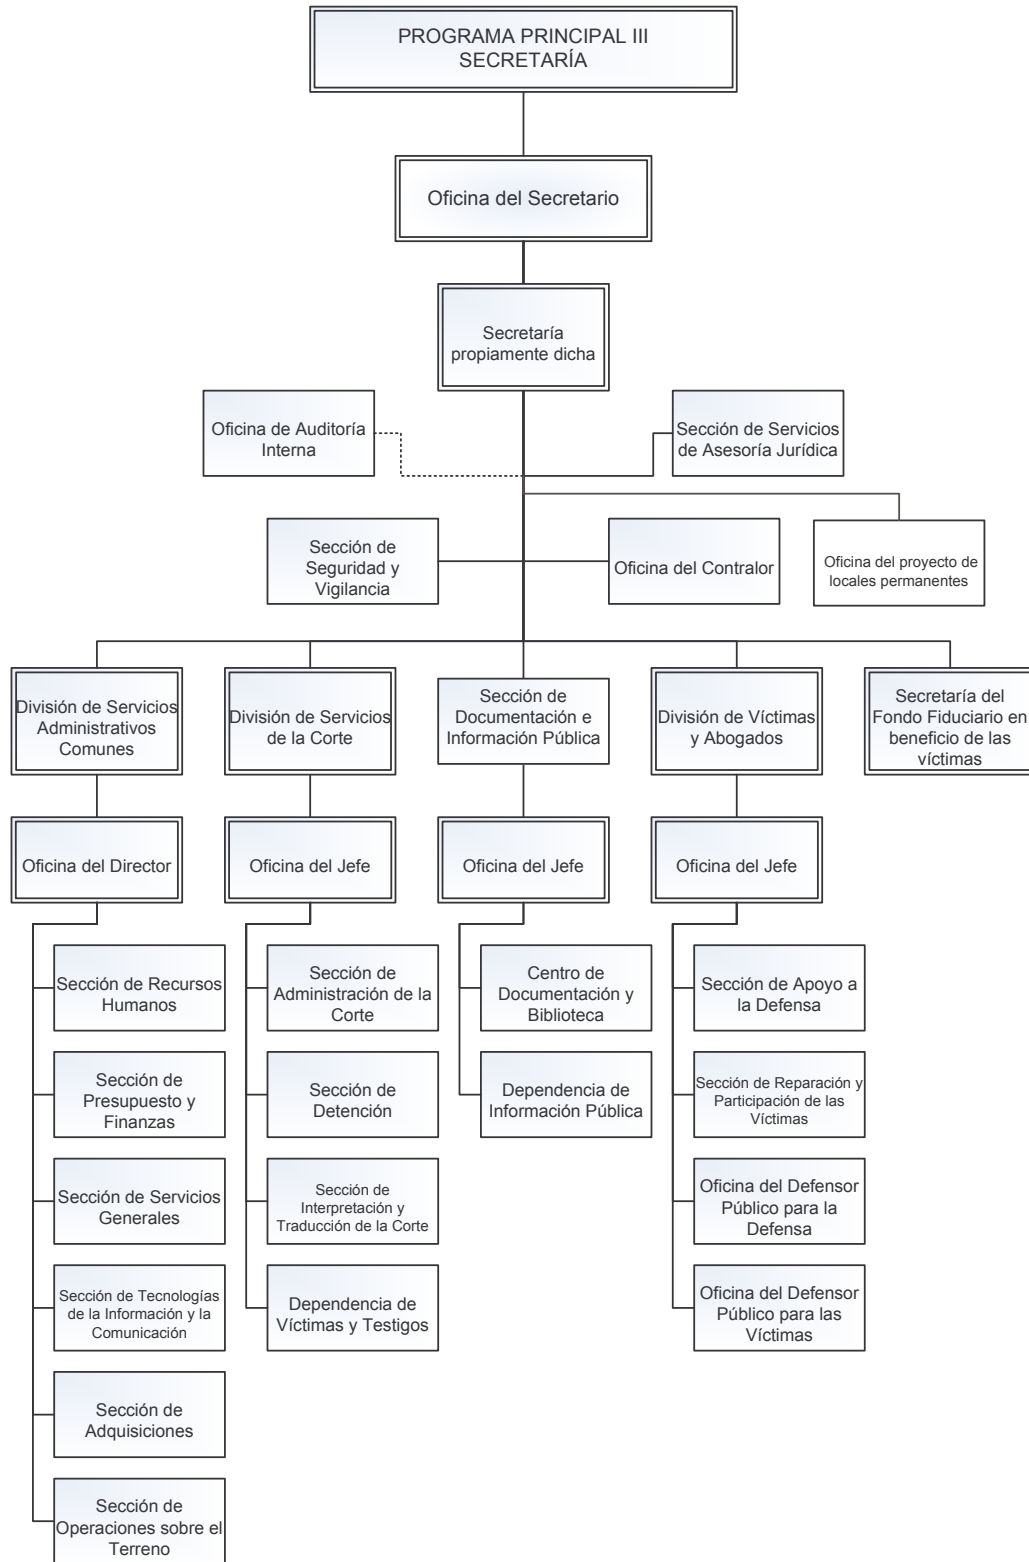 PROGRAMA PRINCIPAL III
SECRETARÍA
Oficina del Secretario
Secretaría
propiamente dicha
Oficina de Auditoría
Interna
Sección de Servicios
de Asesoría Jurídica
Sección de
Seguridad y
Vigilancia
Oficina del Contralor
Oficina del proyecto de
locales permanentes
División de Servicios
Administrativos
Comunes
División de Servicios
de la Corte
Sección de
Documentación e
Información Pública
División de Víctimas
y Abogados
Secretaría del
Fondo Fiduciario en
beneficio de las
víctimas
Oficina del Director
Oficina del Jefe
Oficina del Jefe
Oficina del Jefe
Sección de Recursos
Humanos
Sección de
Presupuesto y
Finanzas
Sección de Servicios
Generales
Sección de Tecnologías
de la Información y la
Comunicación
Sección de
Adquisiciones
Sección de
Operaciones sobre el
Terreno
Sección de
Administración de la
Corte
Sección de
Detención
Sección de
Interpretación y
Traducción de la Corte
Dependencia de
Víctimas y Testigos
Centro de
Documentación y
Biblioteca
Dependencia de
Información Pública
Sección de Apoyo a
la Defensa
Sección de Reparación y
Participación de las
Víctimas
Oficina del Defensor
Público para la
Defensa
Oficina del Defensor
Público para las
Víctimas